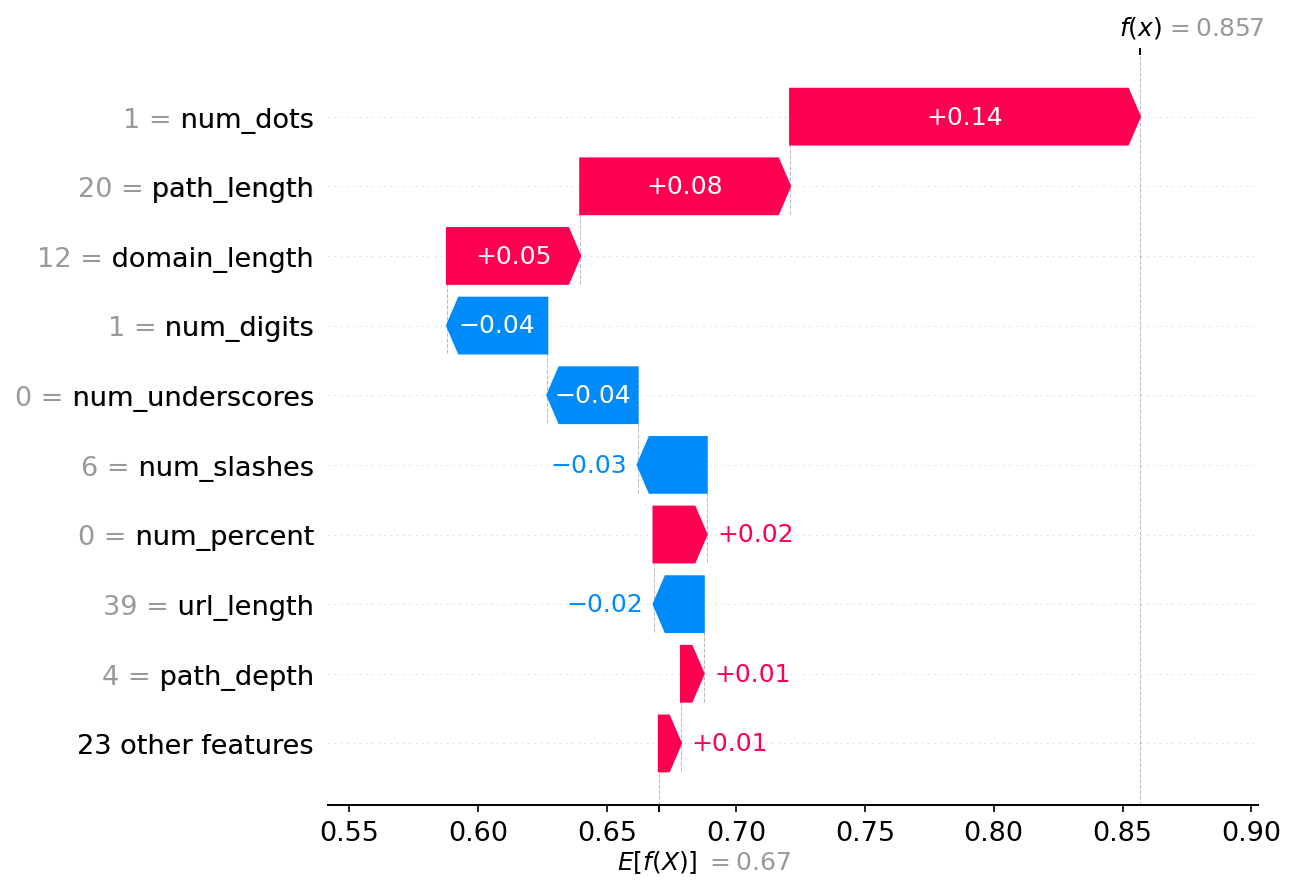 f(x) = 0.857
1 = num_dots +0.14
20 = path_length +0.08
12 = domain_length +0.05
1 = num_digits −0.04
0 = num_underscores −0.04
6 = num_slashes −0.03
0 = num_percent +0.02
39 = url_length −0.02
4 = path_depth +0.01
23 other features +0.01
0.55 0.60 0.65 0.70 0.75 0.80 0.85 0.90
E[f(X)] = 0.67